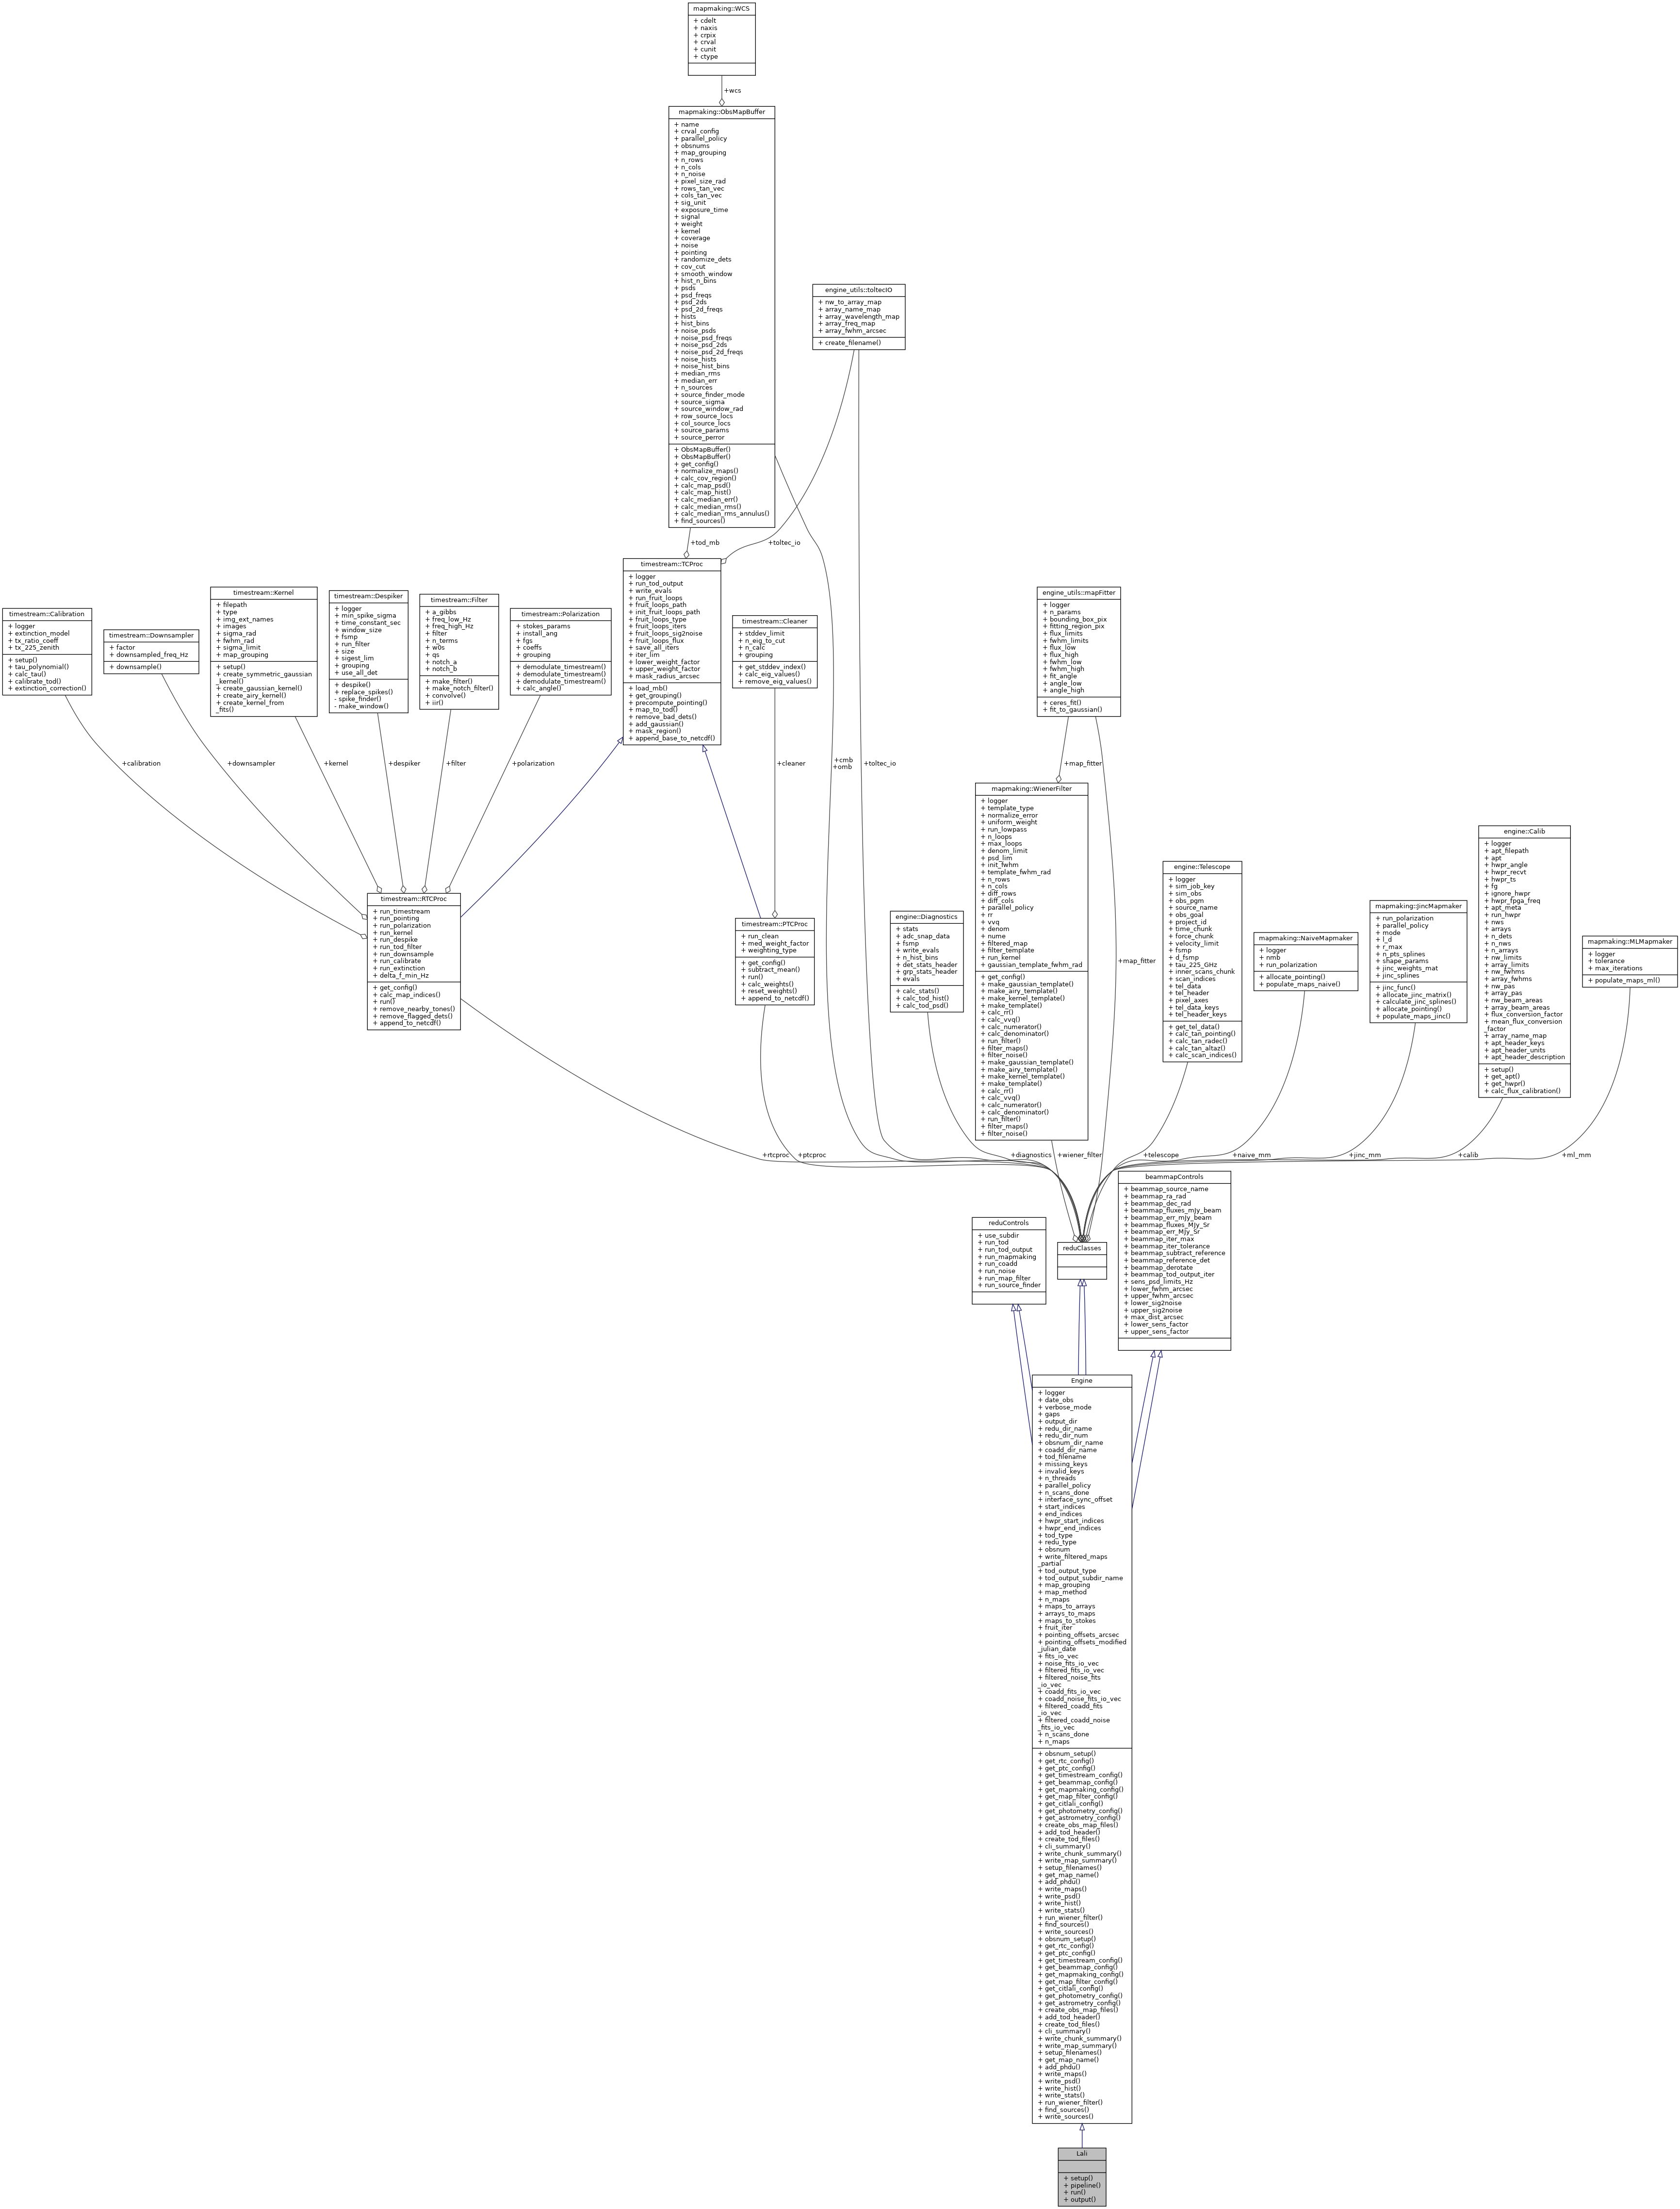 mapmaking::WCS
+ cdelt
+ naxis
+ crpix
+ crval
+ cunit
+ ctype
+wcs
mapmaking::ObsMapBuffer
+ name
+ crval_config
+ parallel_policy
+ obsnums
+ map_grouping
+ n_rows
+ n_cols
+ n_noise
+ pixel_size_rad
+ rows_tan_vec
+ cols_tan_vec
+ sig_unit
+ exposure_time
+ signal
+ weight
+ kernel
+ coverage
+ noise
+ pointing
+ randomize_dets
+ cov_cut
+ smooth_window
+ hist_n_bins
+ psds
+ psd_freqs
+ psd_2ds
+ psd_2d_freqs
+ hists
+ hist_bins
+ noise_psds
+ noise_psd_freqs
+ noise_psd_2ds
+ noise_psd_2d_freqs
+ noise_hists
+ noise_hist_bins
+ median_rms
+ median_err
+ n_sources
+ source_finder_mode
+ source_sigma
+ source_window_rad
+ row_source_locs
+ col_source_locs
+ source_params
+ source_perror
+ ObsMapBuffer()
+ ObsMapBuffer()
+ get_config()
+ normalize_maps()
+ calc_cov_region()
+ calc_map_psd()
+ calc_map_hist()
+ calc_median_err()
+ calc_median_rms()
+ calc_median_rms_annulus()
+ find_sources()
engine_utils::toltecIO
+ nw_to_array_map
+ array_name_map
+ array_wavelength_map
+ array_freq_map
+ array_fwhm_arcsec
+ create_filename()
+tod_mb
+toltec_io
timestream::TCProc
+ logger
+ run_tod_output
+ write_evals
+ run_fruit_loops
+ fruit_loops_path
+ init_fruit_loops_path
+ fruit_loops_type
+ fruit_loops_iters
+ fruit_loops_sig2noise
+ fruit_loops_flux
+ save_all_iters
+ iter_lim
+ lower_weight_factor
+ upper_weight_factor
+ mask_radius_arcsec
+ load_mb()
+ get_grouping()
+ precompute_pointing()
+ map_to_tod()
+ remove_bad_dets()
+ add_gaussian()
+ mask_region()
+ append_base_to_netcdf()
timestream::Calibration
+ logger
+ extinction_model
+ tx_ratio_coeff
+ tx_225_zenith
+ setup()
+ tau_polynomial()
+ calc_tau()
+ calibrate_tod()
+ extinction_correction()
timestream::Downsampler
+ factor
+ downsampled_freq_Hz
+ downsample()
timestream::Kernel
+ filepath
+ type
+ img_ext_names
+ images
+ sigma_rad
+ fwhm_rad
+ sigma_limit
+ map_grouping
+ setup()
+ create_symmetric_gaussian
_kernel()
+ create_gaussian_kernel()
+ create_airy_kernel()
+ create_kernel_from
_fits()
timestream::Despiker
+ logger
+ min_spike_sigma
+ time_constant_sec
+ window_size
+ fsmp
+ run_filter
+ size
+ sigest_lim
+ grouping
+ use_all_det
+ despike()
+ replace_spikes()
- spike_finder()
- make_window()
timestream::Filter
+ a_gibbs
+ freq_low_Hz
+ freq_high_Hz
+ filter
+ n_terms
+ w0s
+ qs
+ notch_a
+ notch_b
+ make_filter()
+ make_notch_filter()
+ convolve()
+ iir()
timestream::Polarization
+ stokes_params
+ install_ang
+ fgs
+ coeffs
+ grouping
+ demodulate_timestream()
+ demodulate_timestream()
+ demodulate_timestream()
+ calc_angle()
timestream::Cleaner
+ stddev_limit
+ n_eig_to_cut
+ n_calc
+ grouping
+ get_stddev_index()
+ calc_eig_values()
+ remove_eig_values()
engine_utils::mapFitter
+ logger
+ n_params
+ bounding_box_pix
+ fitting_region_pix
+ flux_limits
+ fwhm_limits
+ flux_low
+ flux_high
+ fwhm_low
+ fwhm_high
+ fit_angle
+ angle_low
+ angle_high
+ ceres_fit()
+ fit_to_gaussian()
+calibration
+downsampler
+kernel
+despiker
+filter
+polarization
+cleaner
+cmb
+omb
+toltec_io
+map_fitter
timestream::RTCProc
+ run_timestream
+ run_pointing
+ run_polarization
+ run_kernel
+ run_despike
+ run_tod_filter
+ run_downsample
+ run_calibrate
+ run_extinction
+ delta_f_min_Hz
+ get_config()
+ calc_map_indices()
+ run()
+ remove_nearby_tones()
+ remove_flagged_dets()
+ append_to_netcdf()
timestream::PTCProc
+ run_clean
+ med_weight_factor
+ weighting_type
+ get_config()
+ subtract_mean()
+ run()
+ calc_weights()
+ reset_weights()
+ append_to_netcdf()
engine::Diagnostics
+ stats
+ adc_snap_data
+ fsmp
+ write_evals
+ n_hist_bins
+ det_stats_header
+ grp_stats_header
+ evals
+ calc_stats()
+ calc_tod_hist()
+ calc_tod_psd()
mapmaking::WienerFilter
+ logger
+ template_type
+ normalize_error
+ uniform_weight
+ run_lowpass
+ n_loops
+ max_loops
+ denom_limit
+ psd_lim
+ init_fwhm
+ template_fwhm_rad
+ n_rows
+ n_cols
+ diff_rows
+ diff_cols
+ parallel_policy
+ rr
+ vvq
+ denom
+ nume
+ filtered_map
+ filter_template
+ run_kernel
+ gaussian_template_fwhm_rad
+ get_config()
+ make_gaussian_template()
+ make_airy_template()
+ make_kernel_template()
+ make_template()
+ calc_rr()
+ calc_vvq()
+ calc_numerator()
+ calc_denominator()
+ run_filter()
+ filter_maps()
+ filter_noise()
+ make_gaussian_template()
+ make_airy_template()
+ make_kernel_template()
+ make_template()
+ calc_rr()
+ calc_vvq()
+ calc_numerator()
+ calc_denominator()
+ run_filter()
+ filter_maps()
+ filter_noise()
+map_fitter
engine::Telescope
+ logger
+ sim_job_key
+ sim_obs
+ obs_pgm
+ source_name
+ obs_goal
+ project_id
+ time_chunk
+ force_chunk
+ velocity_limit
+ fsmp
+ d_fsmp
+ tau_225_GHz
+ inner_scans_chunk
+ scan_indices
+ tel_data
+ tel_header
+ pixel_axes
+ tel_data_keys
+ tel_header_keys
+ get_tel_data()
+ calc_tan_pointing()
+ calc_tan_radec()
+ calc_tan_altaz()
+ calc_scan_indices()
mapmaking::NaiveMapmaker
+ logger
+ nmb
+ run_polarization
+ allocate_pointing()
+ populate_maps_naive()
mapmaking::JincMapmaker
+ run_polarization
+ parallel_policy
+ mode
+ l_d
+ r_max
+ n_pts_splines
+ shape_params
+ jinc_weights_mat
+ jinc_splines
+ jinc_func()
+ allocate_jinc_matrix()
+ calculate_jinc_splines()
+ allocate_pointing()
+ populate_maps_jinc()
engine::Calib
+ logger
+ apt_filepath
+ apt
+ hwpr_angle
+ hwpr_recvt
+ hwpr_ts
+ fg
+ ignore_hwpr
+ hwpr_fpga_freq
+ apt_meta
+ run_hwpr
+ nws
+ arrays
+ n_dets
+ n_nws
+ n_arrays
+ nw_limits
+ array_limits
+ nw_fwhms
+ array_fwhms
+ nw_pas
+ array_pas
+ nw_beam_areas
+ array_beam_areas
+ flux_conversion_factor
+ mean_flux_conversion
_factor
+ array_name_map
+ apt_header_keys
+ apt_header_units
+ apt_header_description
+ setup()
+ get_apt()
+ get_hwpr()
+ calc_flux_calibration()
mapmaking::MLMapmaker
+ logger
+ tolerance
+ max_iterations
+ populate_maps_ml()
+rtcproc
+ptcproc
+diagnostics
+wiener_filter
+telescope
+naive_mm
+jinc_mm
+calib
+ml_mm
reduControls
+ use_subdir
+ run_tod
+ run_tod_output
+ run_mapmaking
+ run_coadd
+ run_noise
+ run_map_filter
+ run_source_finder
reduClasses
beammapControls
+ beammap_source_name
+ beammap_ra_rad
+ beammap_dec_rad
+ beammap_fluxes_mJy_beam
+ beammap_err_mJy_beam
+ beammap_fluxes_MJy_Sr
+ beammap_err_MJy_Sr
+ beammap_iter_max
+ beammap_iter_tolerance
+ beammap_subtract_reference
+ beammap_reference_det
+ beammap_derotate
+ beammap_tod_output_iter
+ sens_psd_limits_Hz
+ lower_fwhm_arcsec
+ upper_fwhm_arcsec
+ lower_sig2noise
+ upper_sig2noise
+ max_dist_arcsec
+ lower_sens_factor
+ upper_sens_factor
Engine
+ logger
+ date_obs
+ verbose_mode
+ gaps
+ output_dir
+ redu_dir_name
+ redu_dir_num
+ obsnum_dir_name
+ coadd_dir_name
+ tod_filename
+ missing_keys
+ invalid_keys
+ n_threads
+ parallel_policy
+ n_scans_done
+ interface_sync_offset
+ start_indices
+ end_indices
+ hwpr_start_indices
+ hwpr_end_indices
+ tod_type
+ redu_type
+ obsnum
+ write_filtered_maps
_partial
+ tod_output_type
+ tod_output_subdir_name
+ map_grouping
+ map_method
+ n_maps
+ maps_to_arrays
+ arrays_to_maps
+ maps_to_stokes
+ fruit_iter
+ pointing_offsets_arcsec
+ pointing_offsets_modified
_julian_date
+ fits_io_vec
+ noise_fits_io_vec
+ filtered_fits_io_vec
+ filtered_noise_fits
_io_vec
+ coadd_fits_io_vec
+ coadd_noise_fits_io_vec
+ filtered_coadd_fits
_io_vec
+ filtered_coadd_noise
_fits_io_vec
+ n_scans_done
+ n_maps
+ obsnum_setup()
+ get_rtc_config()
+ get_ptc_config()
+ get_timestream_config()
+ get_beammap_config()
+ get_mapmaking_config()
+ get_map_filter_config()
+ get_citlali_config()
+ get_photometry_config()
+ get_astrometry_config()
+ create_obs_map_files()
+ add_tod_header()
+ create_tod_files()
+ cli_summary()
+ write_chunk_summary()
+ write_map_summary()
+ setup_filenames()
+ get_map_name()
+ add_phdu()
+ write_maps()
+ write_psd()
+ write_hist()
+ write_stats()
+ run_wiener_filter()
+ find_sources()
+ write_sources()
+ obsnum_setup()
+ get_rtc_config()
+ get_ptc_config()
+ get_timestream_config()
+ get_beammap_config()
+ get_mapmaking_config()
+ get_map_filter_config()
+ get_citlali_config()
+ get_photometry_config()
+ get_astrometry_config()
+ create_obs_map_files()
+ add_tod_header()
+ create_tod_files()
+ cli_summary()
+ write_chunk_summary()
+ write_map_summary()
+ setup_filenames()
+ get_map_name()
+ add_phdu()
+ write_maps()
+ write_psd()
+ write_hist()
+ write_stats()
+ run_wiener_filter()
+ find_sources()
+ write_sources()
Lali
+ setup()
+ pipeline()
+ run()
+ output()